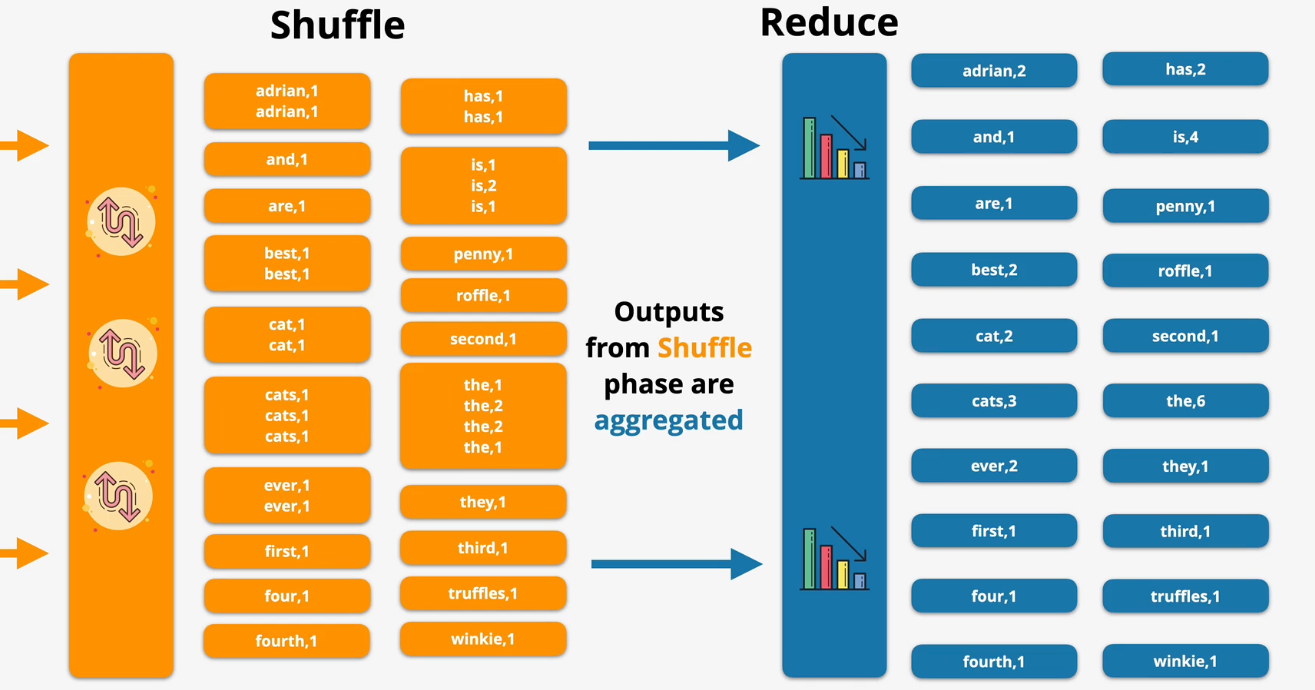 Shuffle
adrian,1
adrian,1
and,1
are,1
best,1
best,1
cat,1
cat,1
cats,1
cats,1
cats,1
ever,1
ever,1
first,1
four,1
fourth,1
has,1
has,1
is,1
is,2
is,1
penny,1
roffle,1
second,1
the,1
the,2
the,2
the,1
they,1
third,1
truffles,1
winkie,1
Outputs
from Shuffle
phase are
aggregated
Reduce
adrian,2
and,1
are,1
best,2
cat,2
cats,3
ever,2
first,1
four,1
fourth,1
has,2
is,4
penny,1
roffle,1
second,1
the,6
they,1
third,1
truffles,1
winkie,1